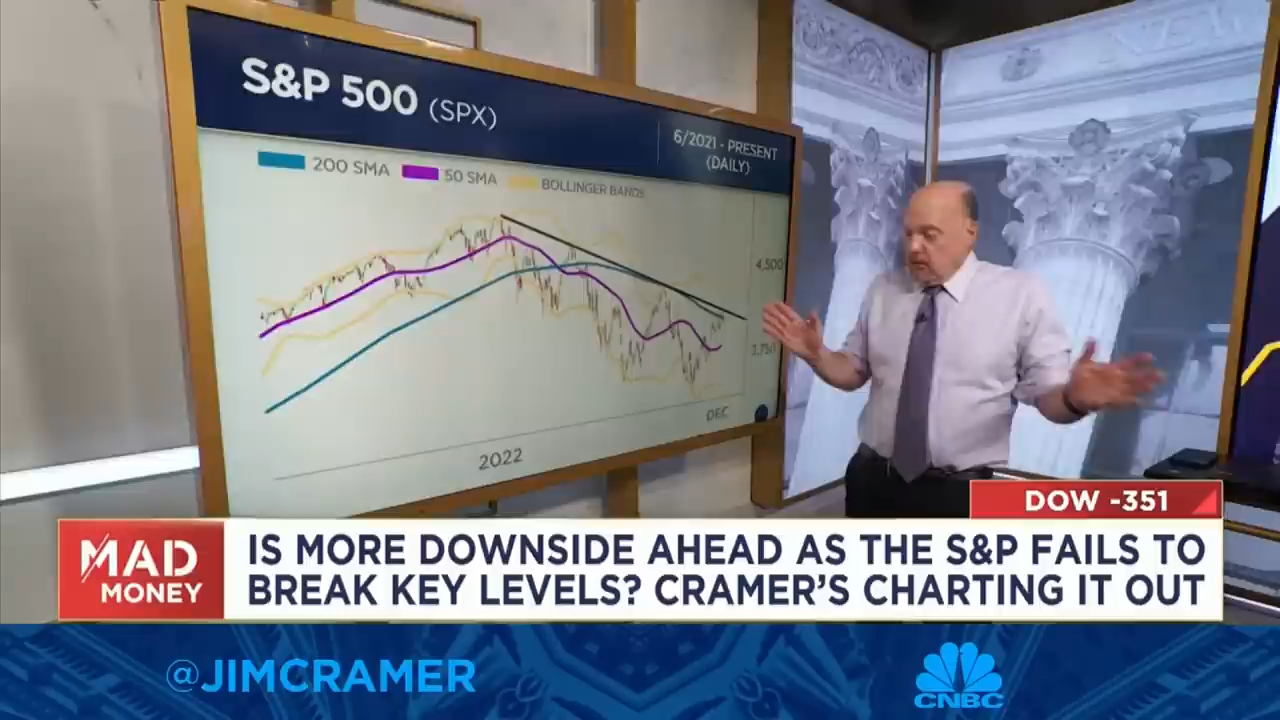 S&P 500 (SPX)
6/2021 - PRESENT
(DAILY)
200 SMA
50 SMA
BOLLINGER BANDS
4,500
3,750
DEC
2022
NEW
DOW -351
MAD
MONEY
IS MORE DOWNSIDE AHEAD AS THE S&P FAILS TO
BREAK KEY LEVELS? CRAMER'S CHARTING IT OUT
@JIMCRAMER
CNBC